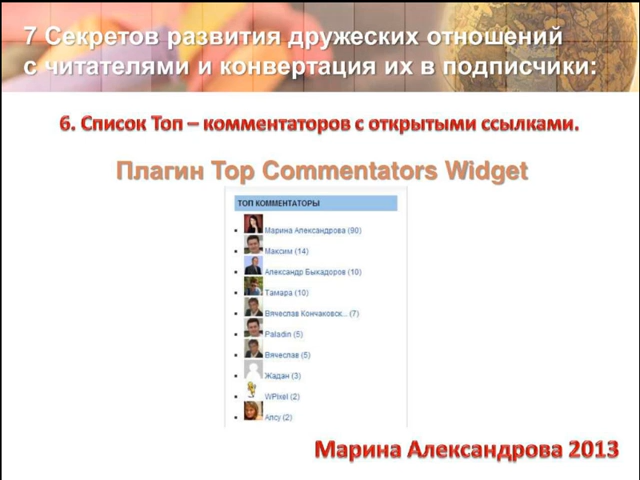 7 Секретов развития дружеских отношений
с читателями и конвертация их в подписчики:
6. Список Топ – комментаторов с открытыми ссылками.
Плагин Top Commentators Widget
ТОП КОММЕНТАТОРЫ
Марина Александрова (90)
Максим (14)
Александр Быкадоров (10)
Тамара (10)
Вячеслав Кончаковск... (7)
Paladin (5)
Вячеслав (5)
Жадан (3)
WPixel (2)
Алсу (2)
Марина Александрова 2013